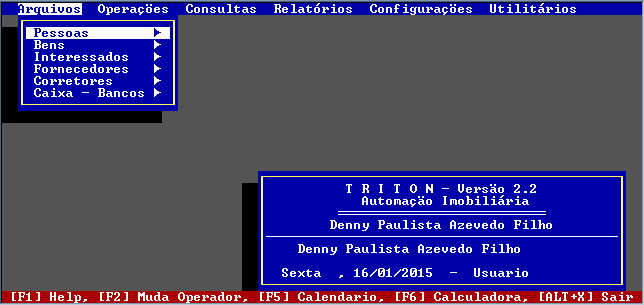 Arquivos Operações Consultas Relatórios Configurações Utilitários
Pessoas
Bens
Interessados
Fornecedores
Corretores
Caixa - Bancos
T R I T O N - Versão 2.2
Automação Imobiliária
Denny Paulista Azevedo Filho
Denny Paulista Azevedo Filho
Sexta , 16/01/2015 - Usuario
[F1] Help, [F2] Muda Operador, [F5] Calendario, [F6] Calculadora, [ALT+X] Sair